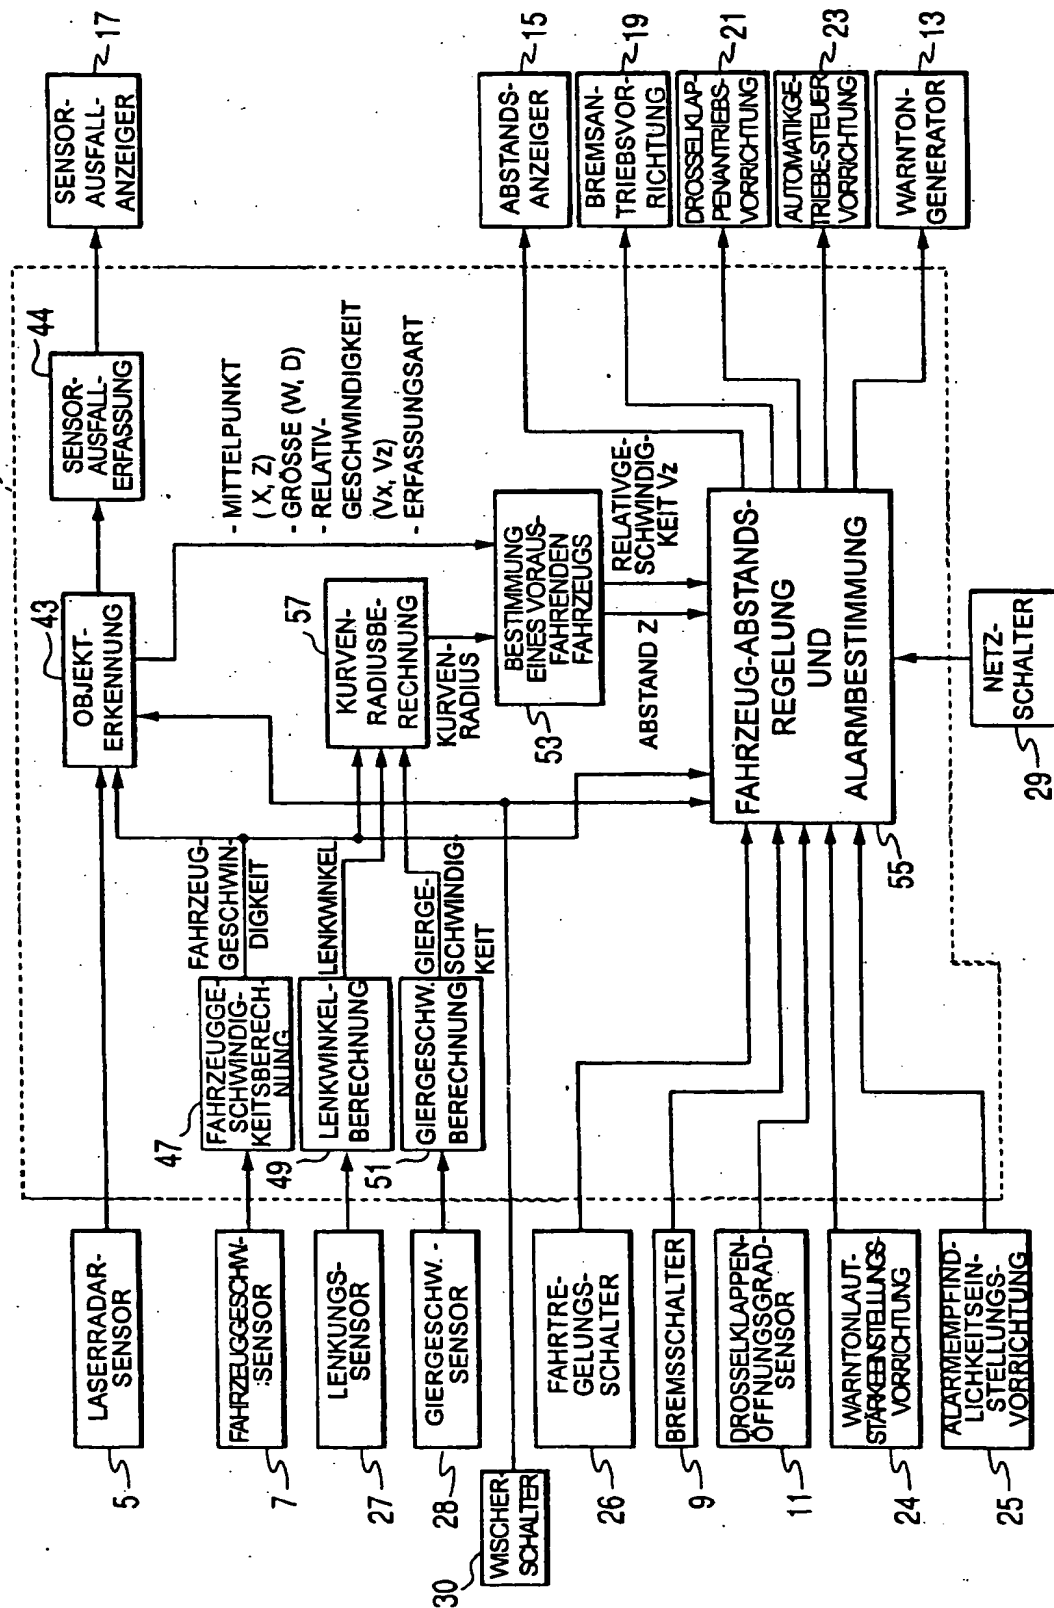 5
LASERADAR-
SENSOR
7
FAHRZEUGGESCHW-
SENSOR
27
LENKUNGS-
SENSOR
28
GIERGESCHW.-
SENSOR
30
WISCHER
SCHALTER
26
FAHRTRE-
GELUNGS-
SCHALTER
9
BREMSSCHALTER
11
DROSSELKLAPPEN-
ÖFFNUNGSGRAD-
SENSOR
24
WARNTONLAUT-
STÄRKEEINSTELLUNGS-
VORRICHTUNG
25
ALARMEMPFIND-
LICHKEITSEIN-
STELLUNGS-
VORRICHTUNG
47
FAHRZEUGGE-
SCHWINDIG-
KEITSBERECH-
NUNG
FAHRZEUG-
GESCHWIN-
DIGKEIT
49
LENKWINKEL-
BERECHNUNG
LENKWINKEL
51
GIERGESCHW.
BERECHNUNG
GIERGE-
SCHWINDIG-
KEIT
43
OBJEKT-
ERKENNUNG
44
SENSOR-
AUSFALL-
ERFASSUNG
- MITTELPUNKT
(X, Z)
- GRÖSSE (W, D)
- RELATIV-
GESCHWINDIGKEIT
(Vx, Vz)
- ERFASSUNGSART
57
KURVEN-
RADIUSBE-
RECHNUNG
KURVEN-
RADIUS
53
BESTIMMUNG
EINES VORAUS-
FAHRENDEN
FAHRZEUGS
RELATIVGE-
SCHWINDIG-
KEIT Vz
ABSTAND Z
55
FAHRZEUG-ABSTANDS-
REGELUNG
UND
ALARMBESTIMMUNG
29
NETZ-
SCHALTER
SENSOR-
AUSFALL-
ANZEIGER
17
ABSTANDS-
ANZEIGER
15
BREMSAN-
TRIEBSVOR-
RICHTUNG
19
DROSSELKLAP-
PENANTRIEBS-
VORRICHTUNG
21
AUTOMATIKGE-
TRIEBE-STEUER
VORRICHTUNG
23
WARNTON-
GENERATOR
13